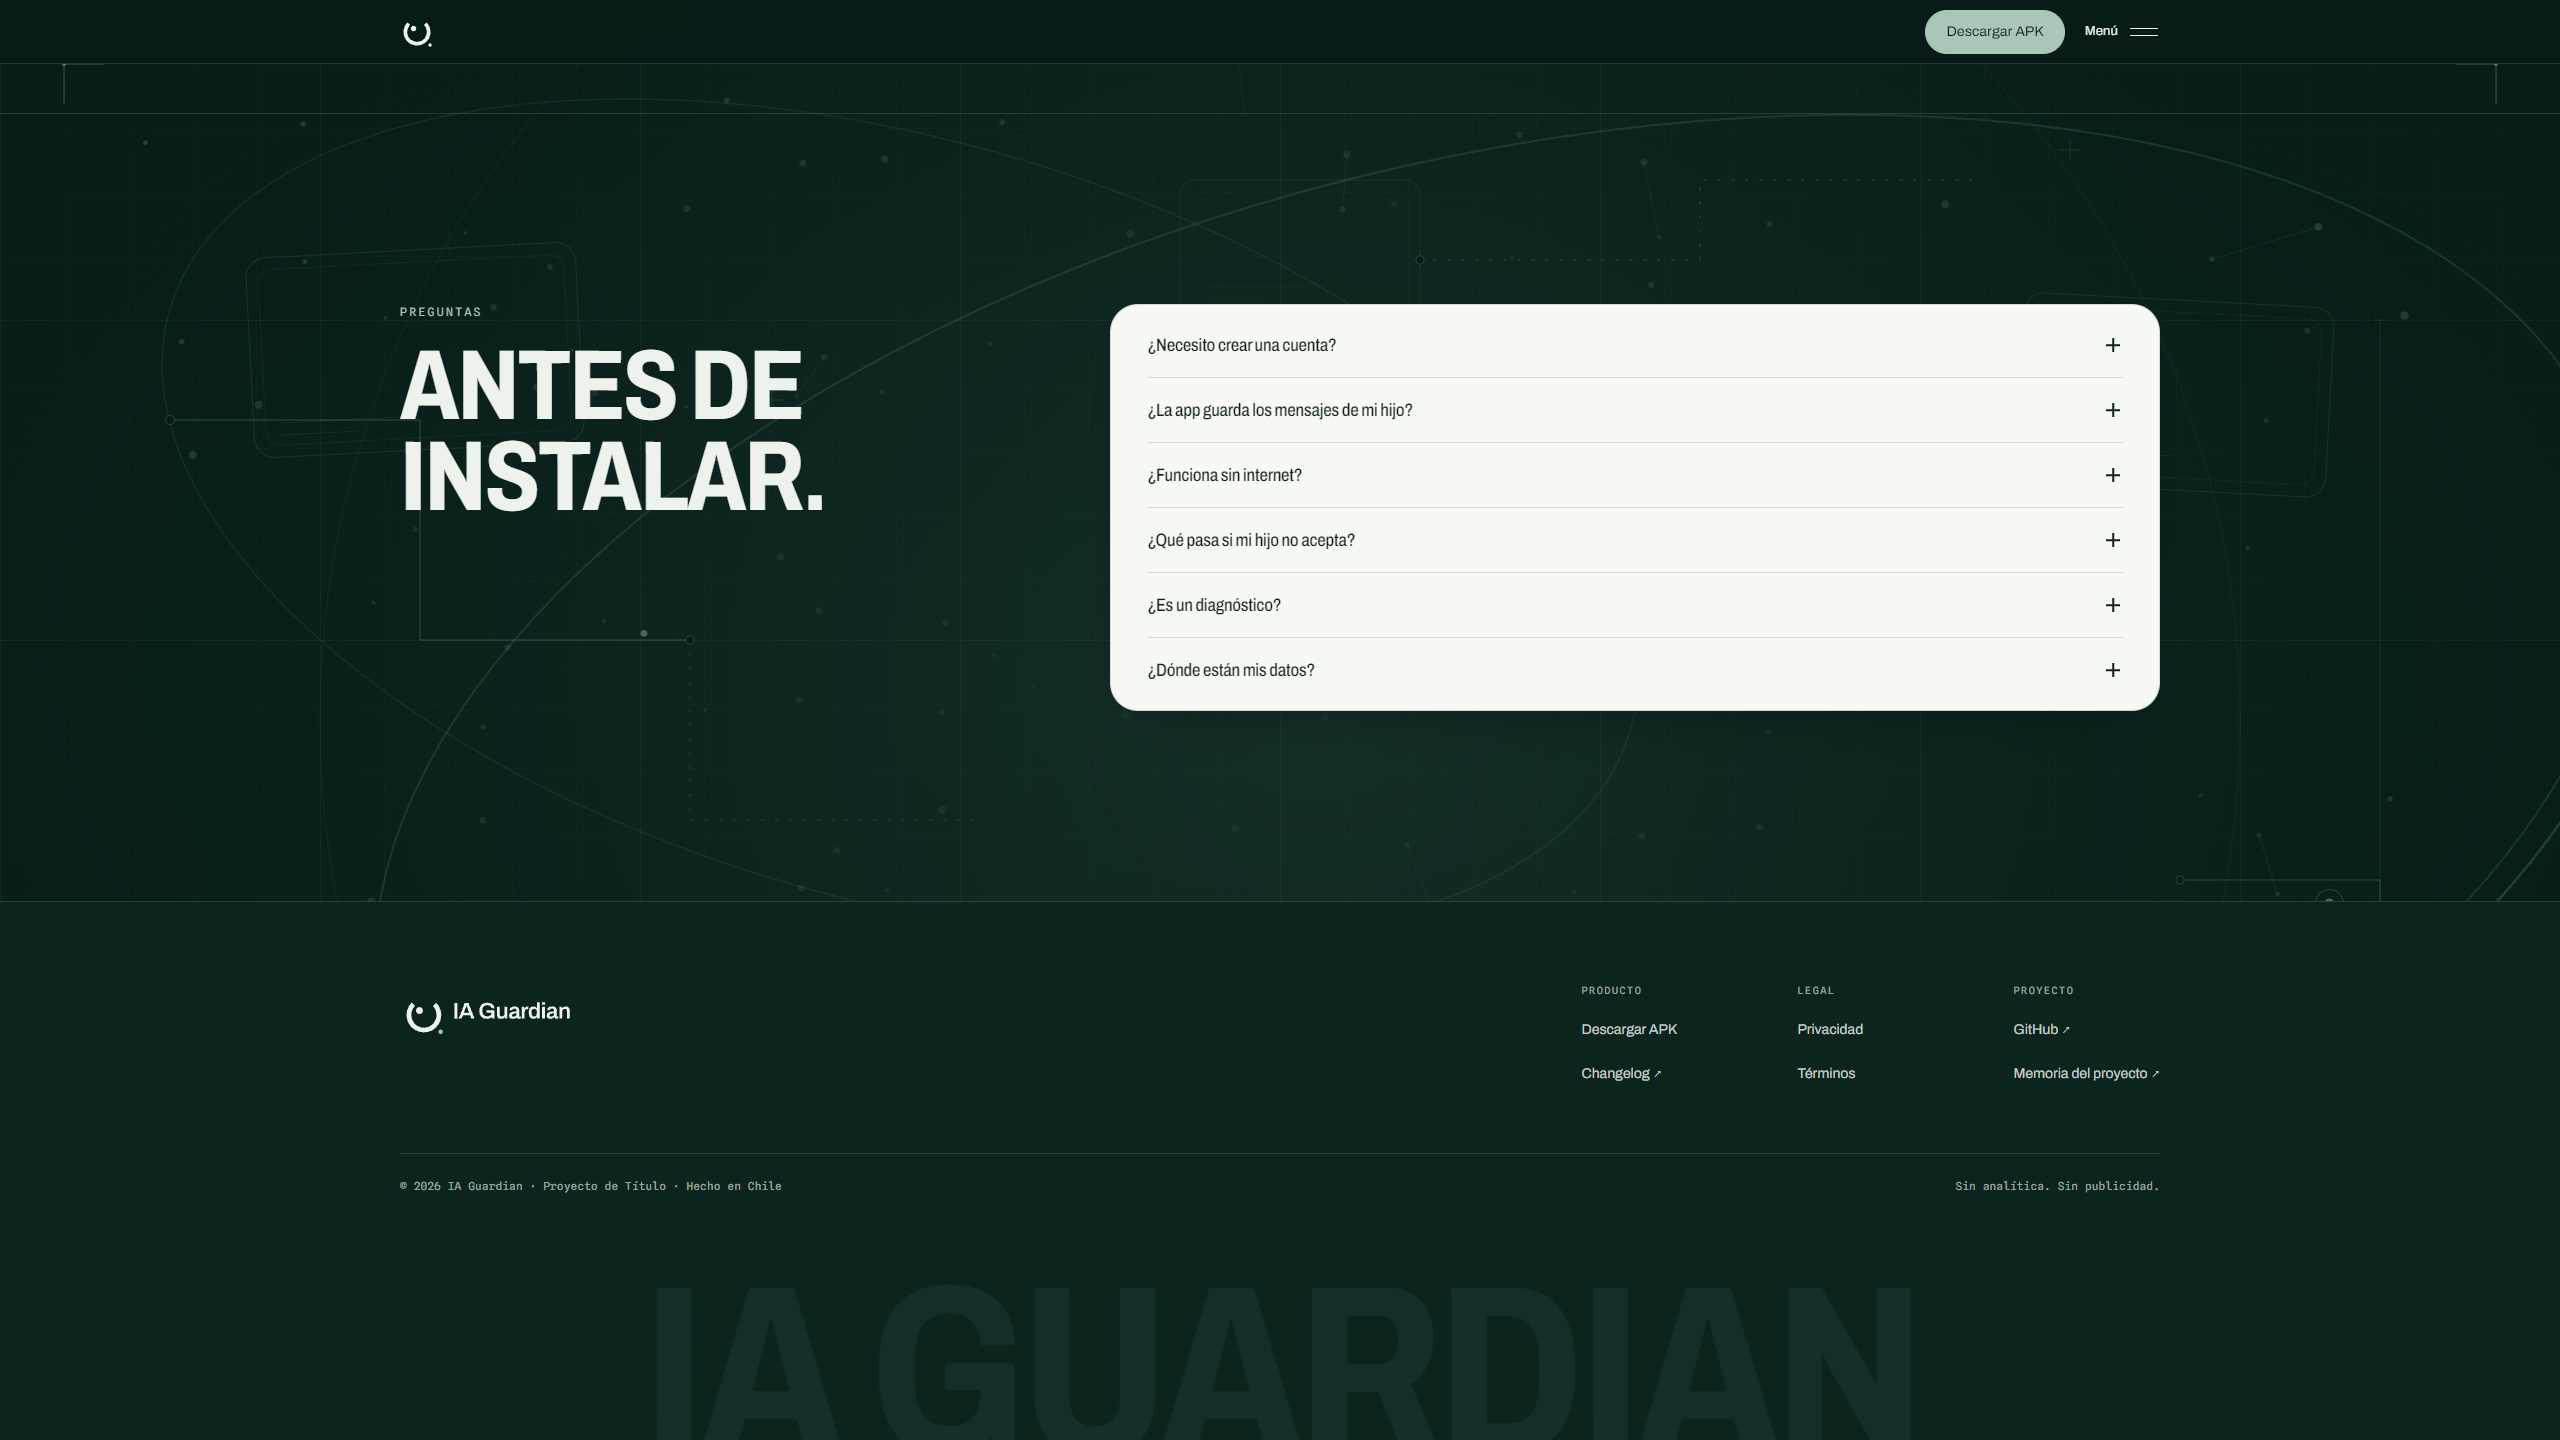 Descargar APK
Menú
PREGUNTAS
ANTES DE
INSTALAR.
¿Necesito crear una cuenta?
¿La app guarda los mensajes de mi hijo?
¿Funciona sin internet?
¿Qué pasa si mi hijo no acepta?
¿Es un diagnóstico?
¿Dónde están mis datos?
IA Guardian
PRODUCTO
Descargar APK
Changelog ↗
LEGAL
Privacidad
Términos
PROYECTO
GitHub ↗
Memoria del proyecto ↗
© 2026 IA Guardian · Proyecto de Título · Hecho en Chile
Sin analítica. Sin publicidad.
IA GUARDIAN